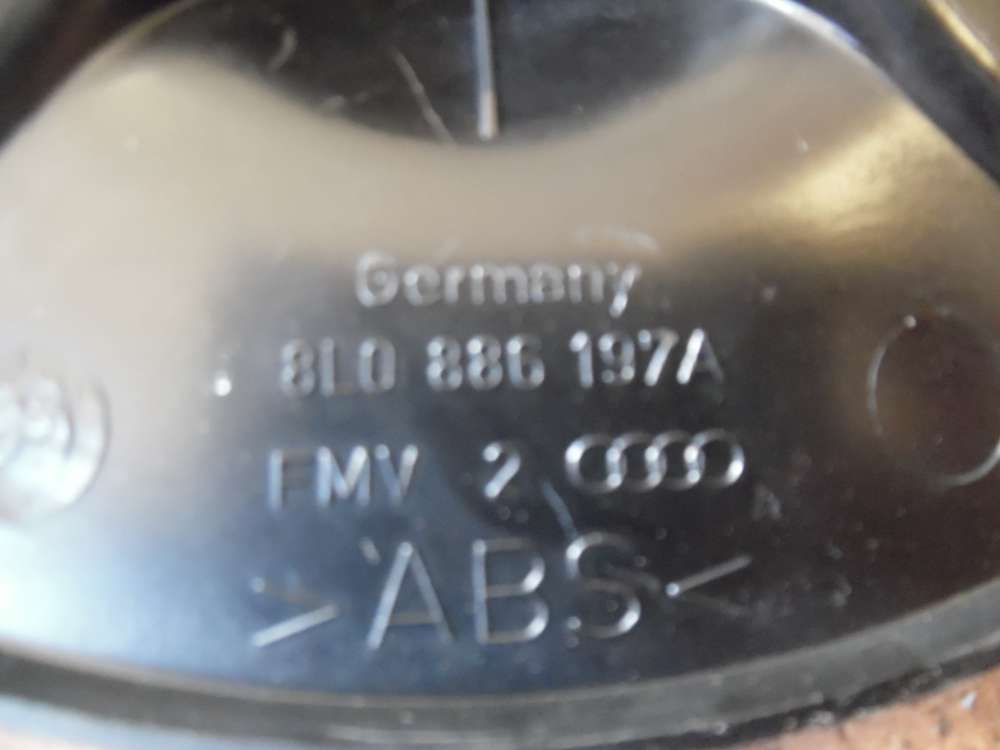 Germany
8L0 886 197A
FMV 2
>ABS<